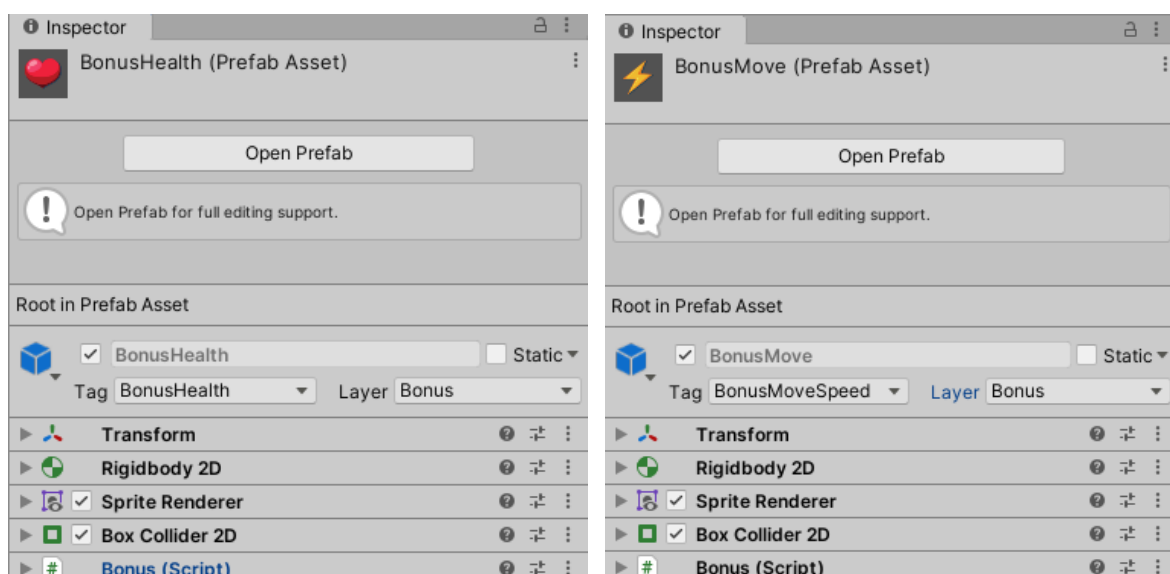 Inspector
BonusHealth (Prefab Asset)
Open Prefab
Open Prefab for full editing support.
Root in Prefab Asset
BonusHealth Static
Tag BonusHealth Layer Bonus
Transform
Rigidbody 2D
Sprite Renderer
Box Collider 2D
# Bonus (Script)
Inspector
BonusMove (Prefab Asset)
Open Prefab
Open Prefab for full editing support.
Root in Prefab Asset
BonusMove Static
Tag BonusMoveSpeed Layer Bonus
Transform
Rigidbody 2D
Sprite Renderer
Box Collider 2D
# Bonus (Script)